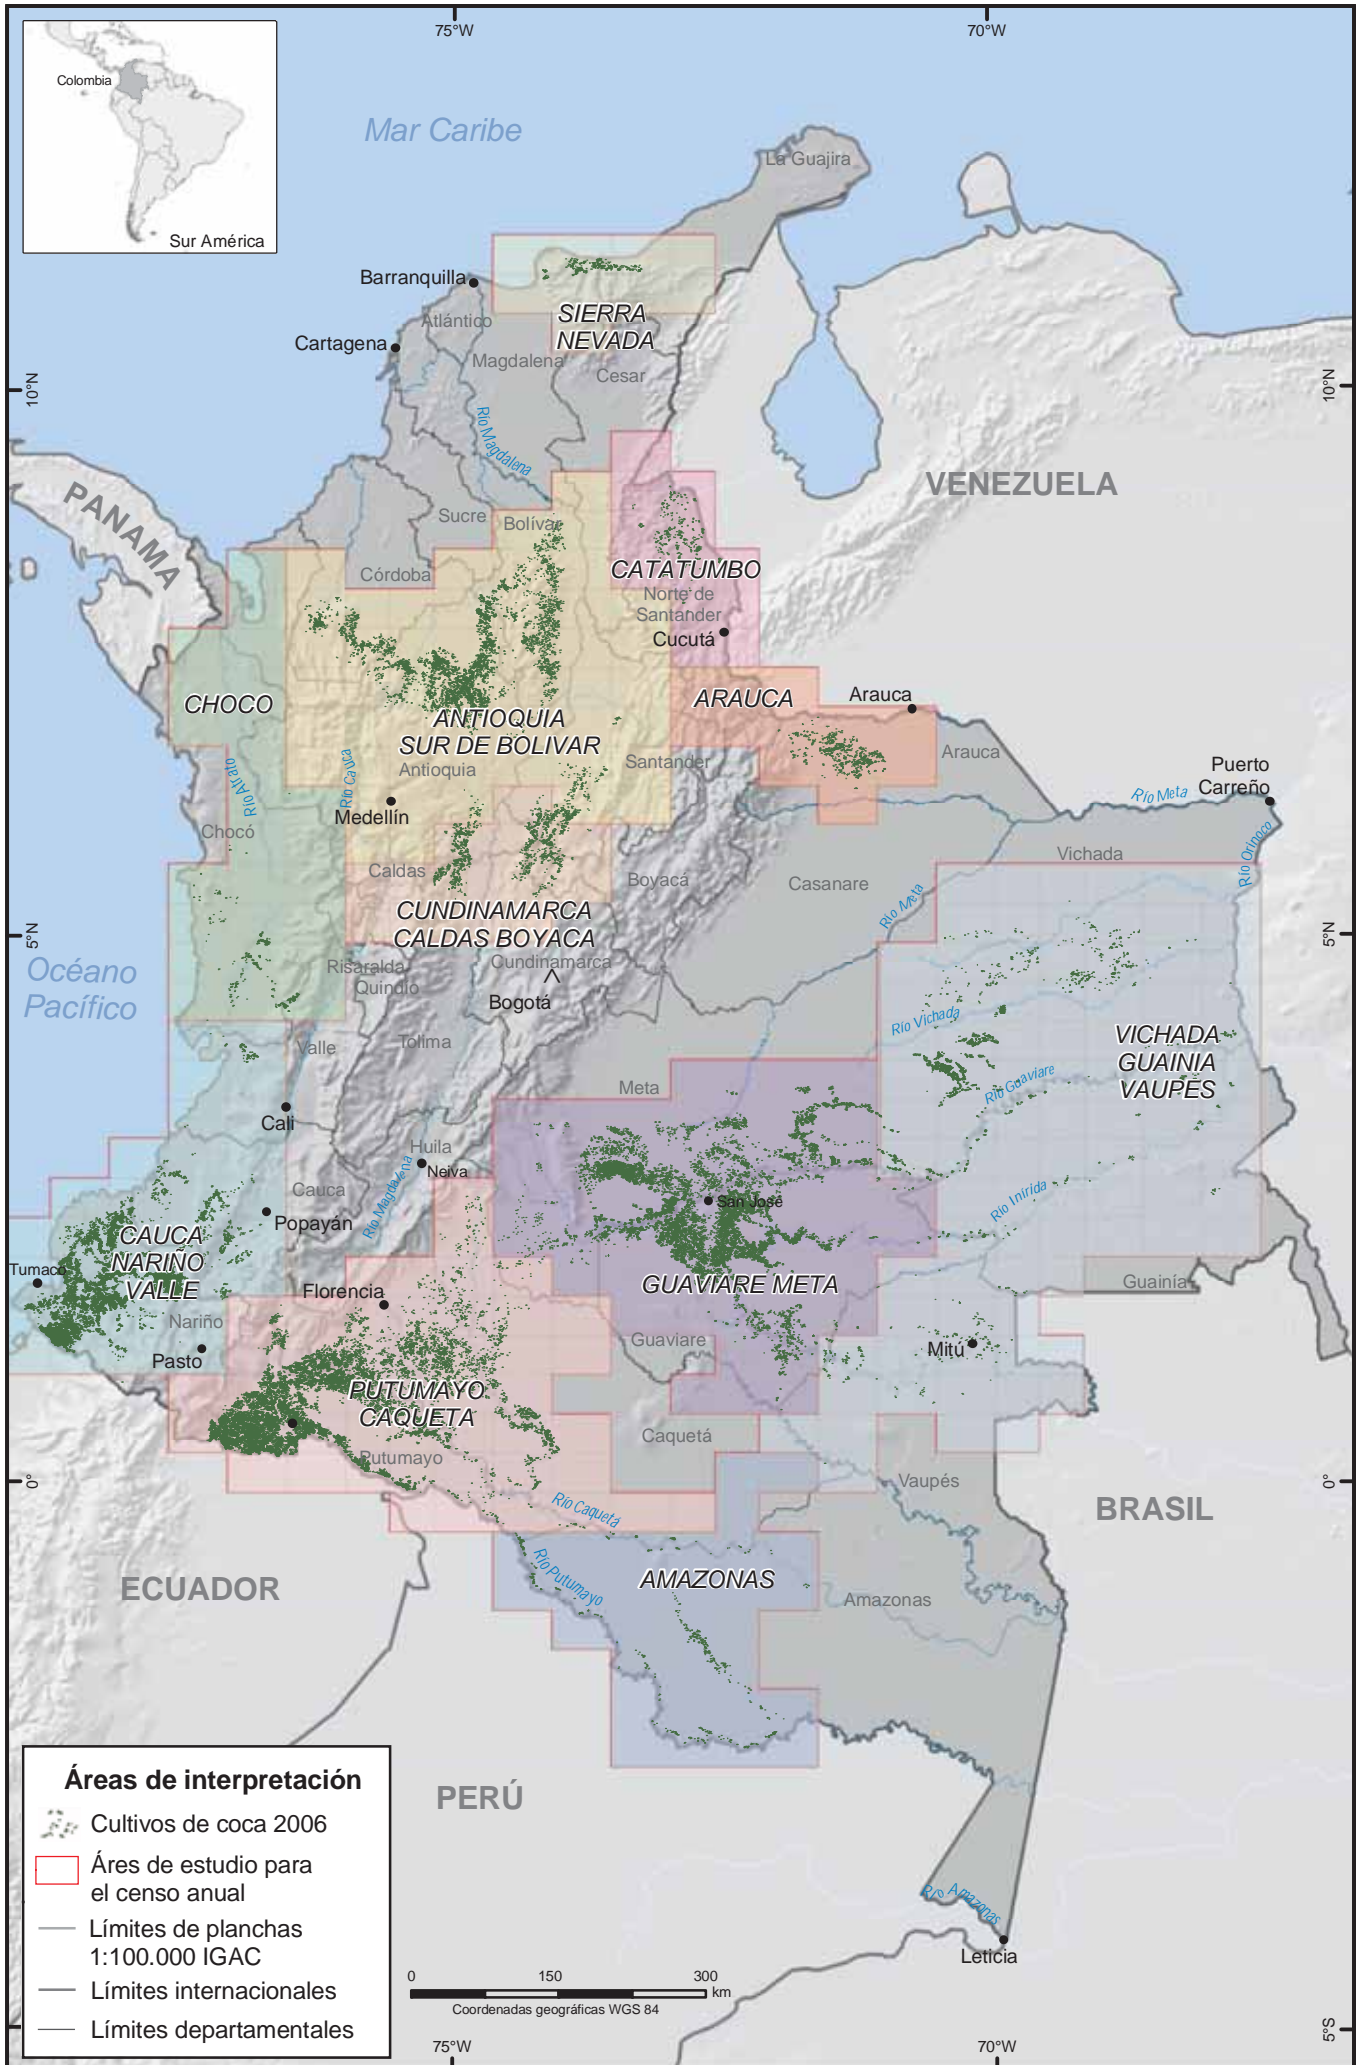 75°W
70°W
Colombia
Sur América
Mar Caribe
La Guajira
Barranquilla
Atlántico
Cartagena
SIERRA
NEVADA
Magdalena
Cesar
10°N
10°N
Río Magdalena
VENEZUELA
PANAMA
Sucre
Bolívar
CATATUMBO
Córdoba
Norte de
Santander
Cucutá
CHOCO
ARAUCA
Arauca
ANTIOQUIA
SUR DE BOLIVAR
Arauca
Antioquia
Santander
Río Cauca
Río Atrato
Puerto
Carreño
Río Meta
Medellín
Chocó
Río Orinoco
Vichada
Caldas
Boyacá
Casanare
Río Meta
CUNDINAMARCA
CALDAS BOYACA
5°N
5°N
Océano
Pacífico
Risaralda
Quindío
Cundinamarca
Bogotá
Río Vichada
Valle
Tolima
VICHADA
GUAINIA
VAUPES
Meta
Río Guaviare
Cali
Huila
Neiva
Río Magdalena
Cauca
San José
Río Inirida
Popayán
CAUCA
NARIÑO
VALLE
Tumaco
Florencia
GUAVIARE META
Guainía
Nariño
Guaviare
Mitú
Pasto
PUTUMAYO
CAQUETA
Caquetá
Putumayo
Vaupés
0°
0°
Río Caquetá
BRASIL
ECUADOR
Río Putumayo
AMAZONAS
Amazonas
PERÚ
Áreas de interpretación
Cultivos de coca 2006
Áres de estudio para
el censo anual
Límites de planchas
1:100.000 IGAC
Límites internacionales
Límites departamentales
Río Amazonas
Leticia
0 150 300
km
Coordenadas geográficas WGS 84
5°S
75°W
70°W